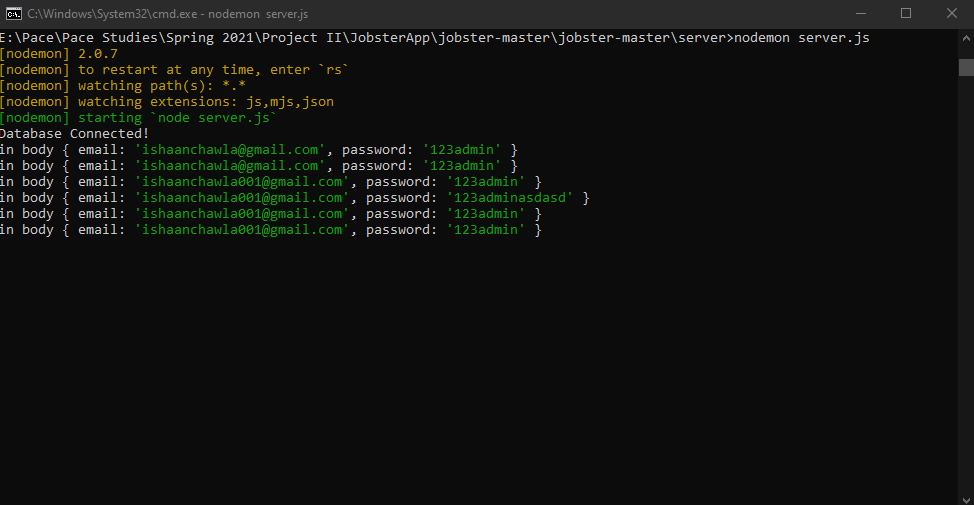 C:\Windows\System32\cmd.exe - nodemon server.js
E:\Pace\Pace Studies\Spring 2021\Project II\JobsterApp\jobster-master\jobster-master\server>nodemon server.js
[nodemon] 2.0.7
[nodemon] to restart at any time, enter `rs`
[nodemon] watching path(s): *.*
[nodemon] watching extensions: js,mjs,json
[nodemon] starting `node server.js`
Database Connected!
in body { email: 'ishaanchawla@gmail.com', password: '123admin' }
in body { email: 'ishaanchawla@gmail.com', password: '123admin' }
in body { email: 'ishaanchawla001@gmail.com', password: '123admin' }
in body { email: 'ishaanchawla001@gmail.com', password: '123adminasdasd' }
in body { email: 'ishaanchawla001@gmail.com', password: '123admin' }
in body { email: 'ishaanchawla001@gmail.com', password: '123admin' }